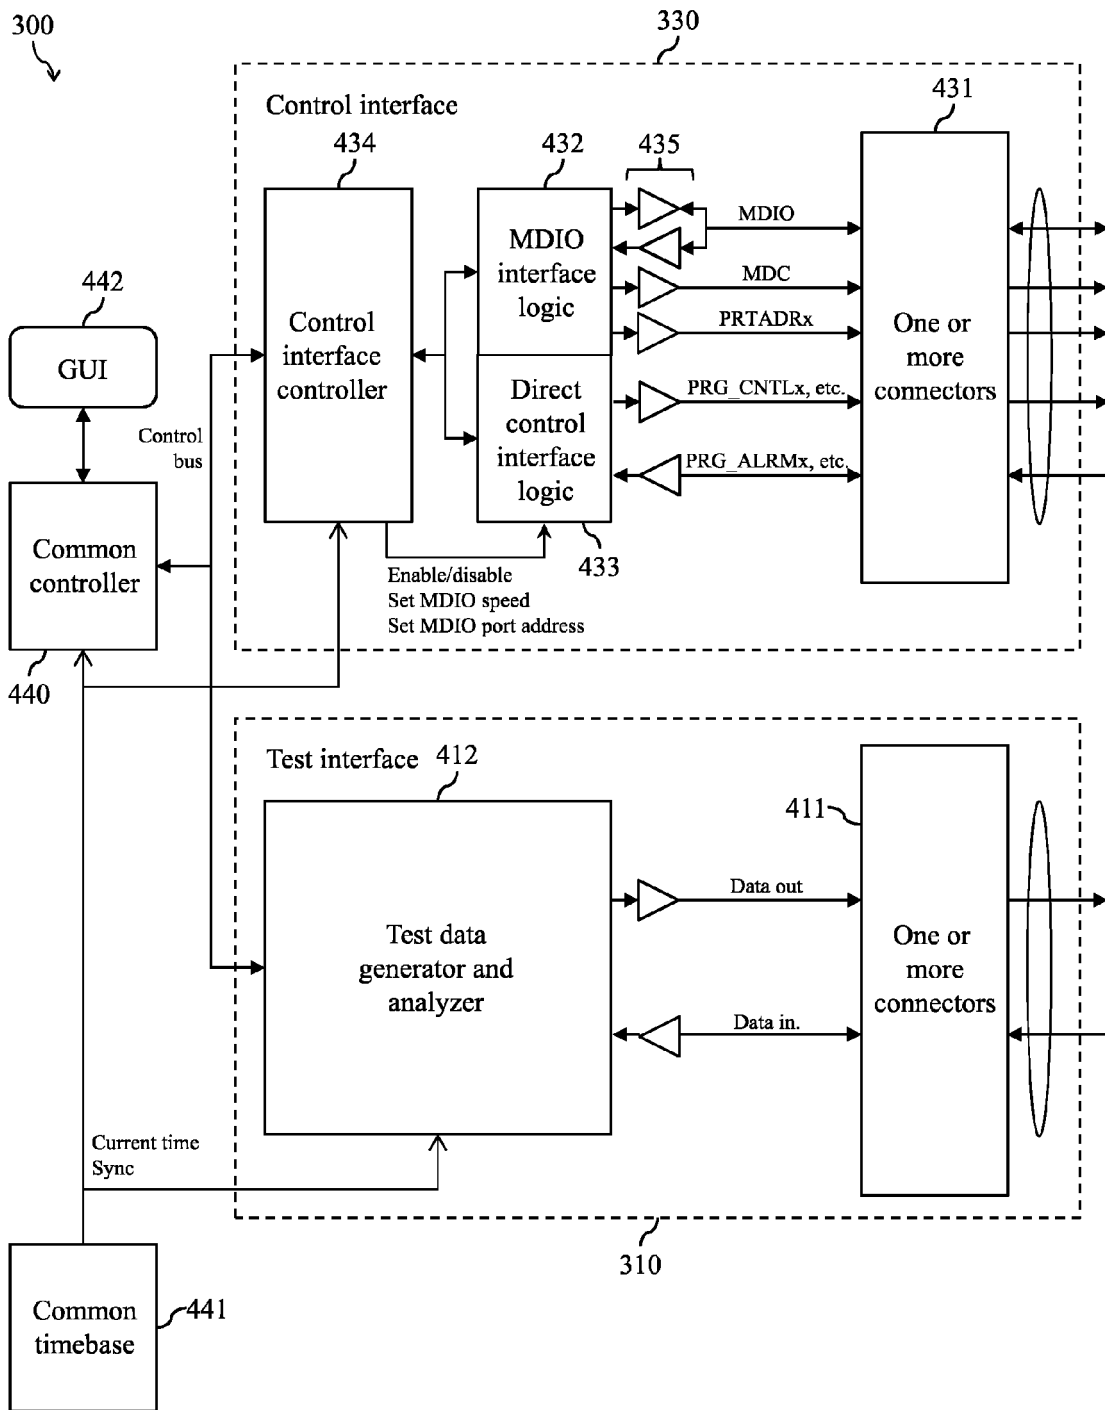 300
330
Control interface
431
434
432
435
MDIO
interface
logic
MDIO
MDC
PRTADRx
442
GUI
Control
interface
controller
One or
more
connectors
Direct
control
interface
logic
PRG_CNTLx, etc.
PRG_ALRMx, etc.
Control
bus
Common
controller
433
Enable/disable
Set MDIO speed
Set MDIO port address
440
Test interface
412
411
Data out
Test data
generator and
analyzer
One or
more
connectors
Data in.
Current time
Sync
310
Common
timebase
441